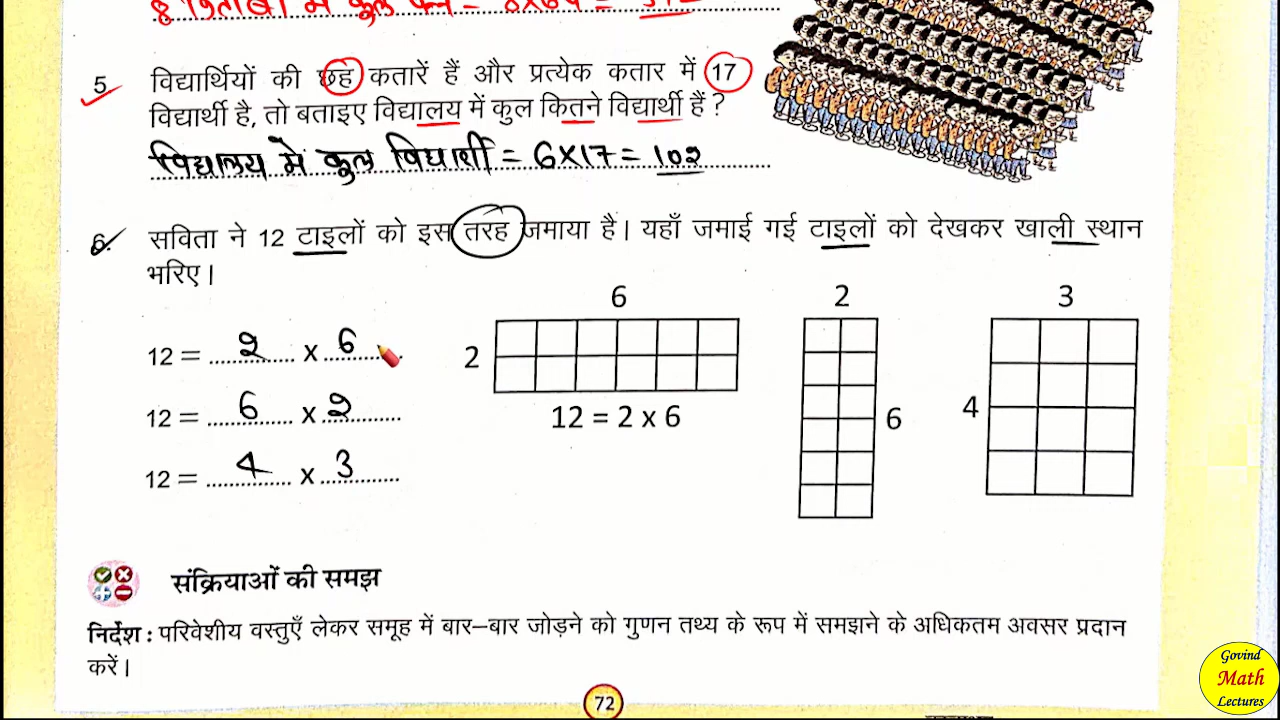 5. विद्यार्थियों की छह कतारें हैं और प्रत्येक कतार में 17
विद्यार्थी है, तो बताइए विद्यालय में कुल कितने विद्यार्थी हैं ?
विद्यालय मे कुल विद्यार्थी = 6X17 = 102
6. सविता ने 12 टाइलों को इस तरह जमाया है। यहाँ जमाई गई टाइलों को देखकर खाली स्थान
भरिए।
6 2 3
12 = 2 x 6
2
12 = 6 x 2
12 = 2 x 6
6
4
12 = 4 x 3
संक्रियाओं की समझ
निर्देश : परिवेशीय वस्तुएँ लेकर समूह में बार–बार जोड़ने को गुणन तथ्य के रूप में समझने के अधिकतम अवसर प्रदान
करें।
72
Govind
Math
Lectures